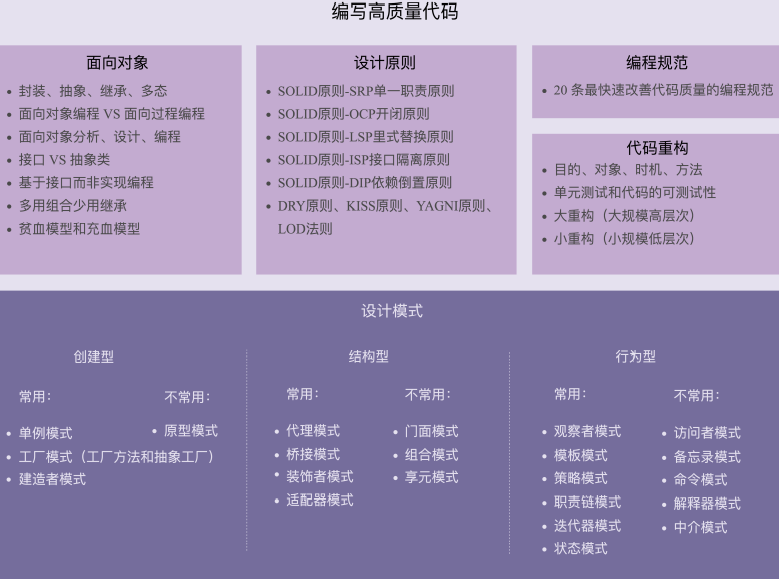 编写高质量代码
面向对象
封装、抽象、继承、多态
面向对象编程 VS 面向过程编程
面向对象分析、设计、编程
接口 VS 抽象类
基于接口而非实现编程
多用组合少用继承
贫血模型和充血模型
设计原则
SOLID原则-SRP单一职责原则
SOLID原则-OCP开闭原则
SOLID原则-LSP里式替换原则
SOLID原则-ISP接口隔离原则
SOLID原则-DIP依赖倒置原则
DRY原则、KISS原则、YAGNI原则、
LOD法则
编程规范
20 条最快速改善代码质量的编程规范
代码重构
目的、对象、时机、方法
单元测试和代码的可测试性
大重构（大规模高层次）
小重构（小规模低层次）
设计模式
创建型
常用：
单例模式
工厂模式（工厂方法和抽象工厂）
建造者模式
不常用：
原型模式
结构型
常用：
代理模式
桥接模式
装饰者模式
适配器模式
不常用：
门面模式
组合模式
享元模式
行为型
常用：
观察者模式
模板模式
策略模式
职责链模式
迭代器模式
状态模式
不常用：
访问者模式
备忘录模式
命令模式
解释器模式
中介模式